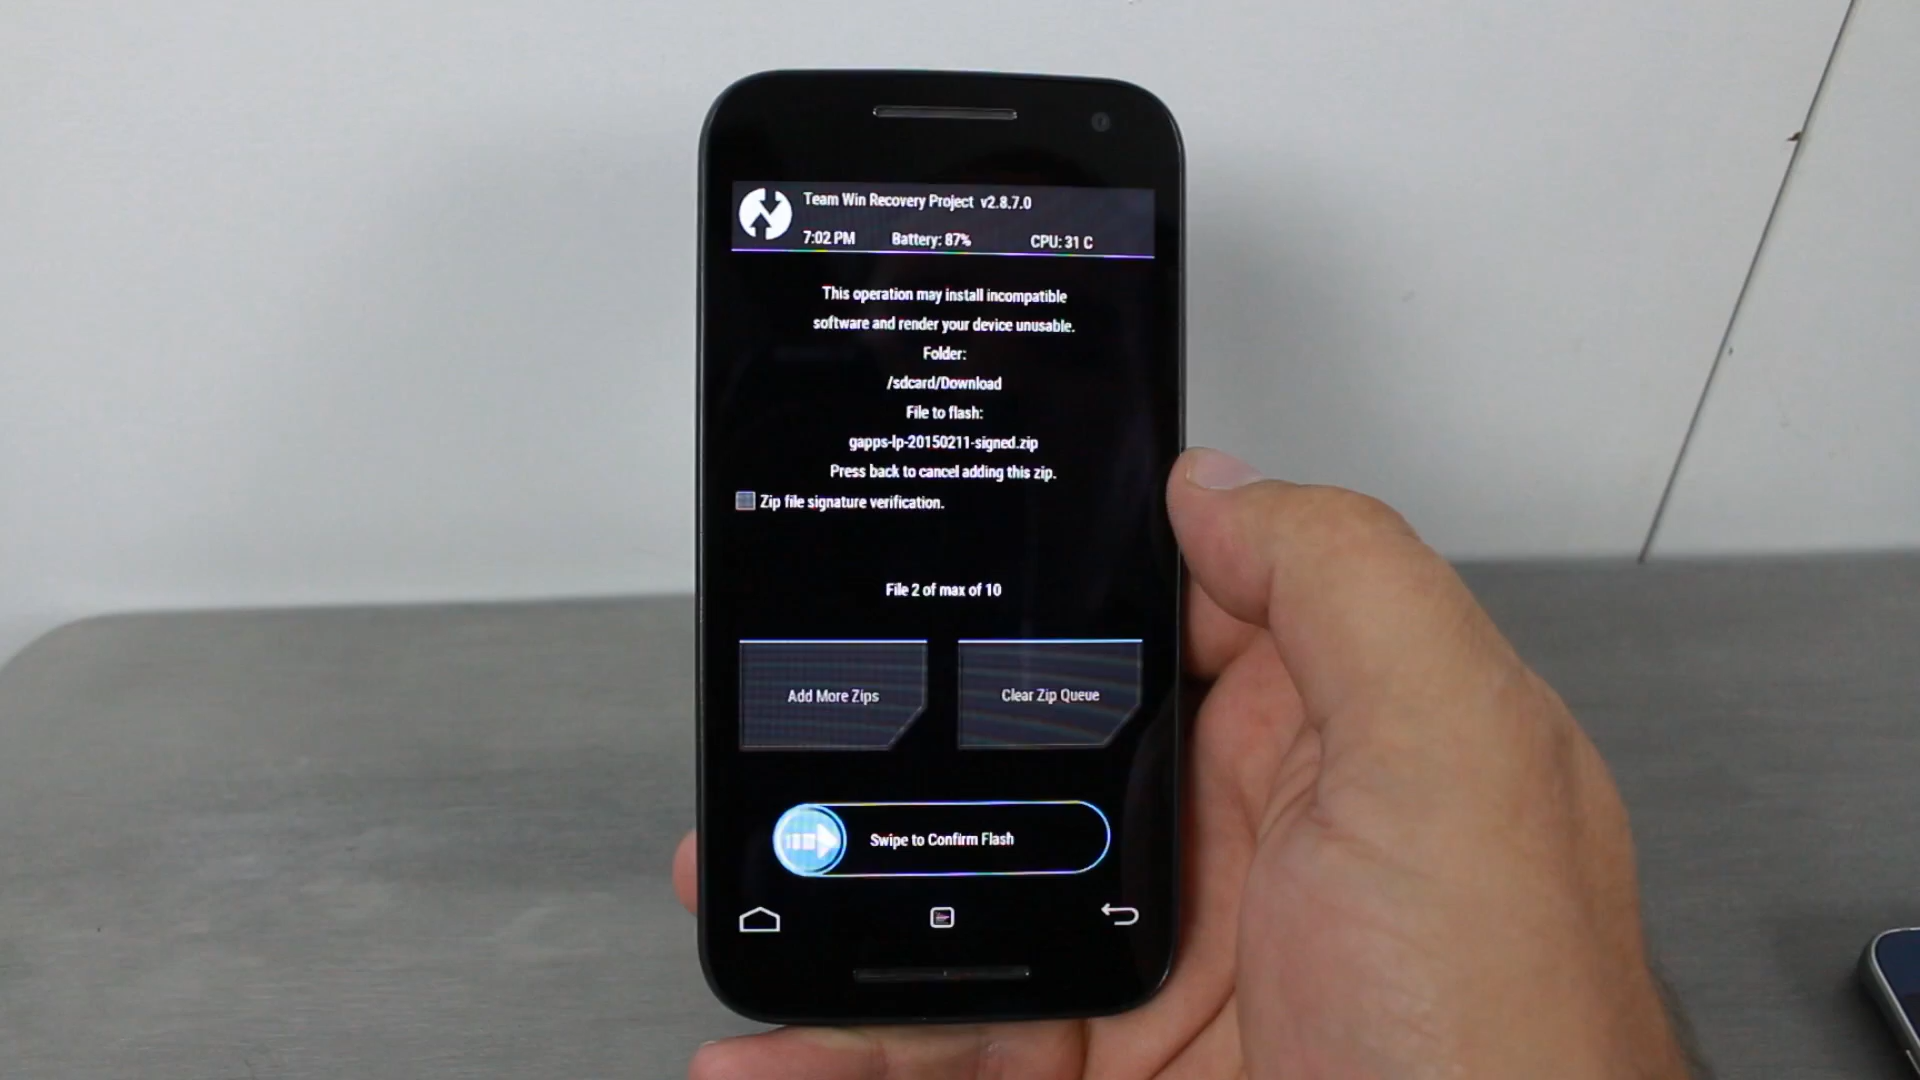 Team Win Recovery Project v2.8.7.0
7:02 PM Battery: 87% CPU: 31 C
This operation may install incompatible
software and render your device unusable.
Folder:
/sdcard/Download
File to flash:
gapps-lp-20150211-signed.zip
Press back to cancel adding this zip.
Zip file signature verification.
File 2 of max of 10
Add More Zips Clear Zip Queue
Swipe to Confirm Flash